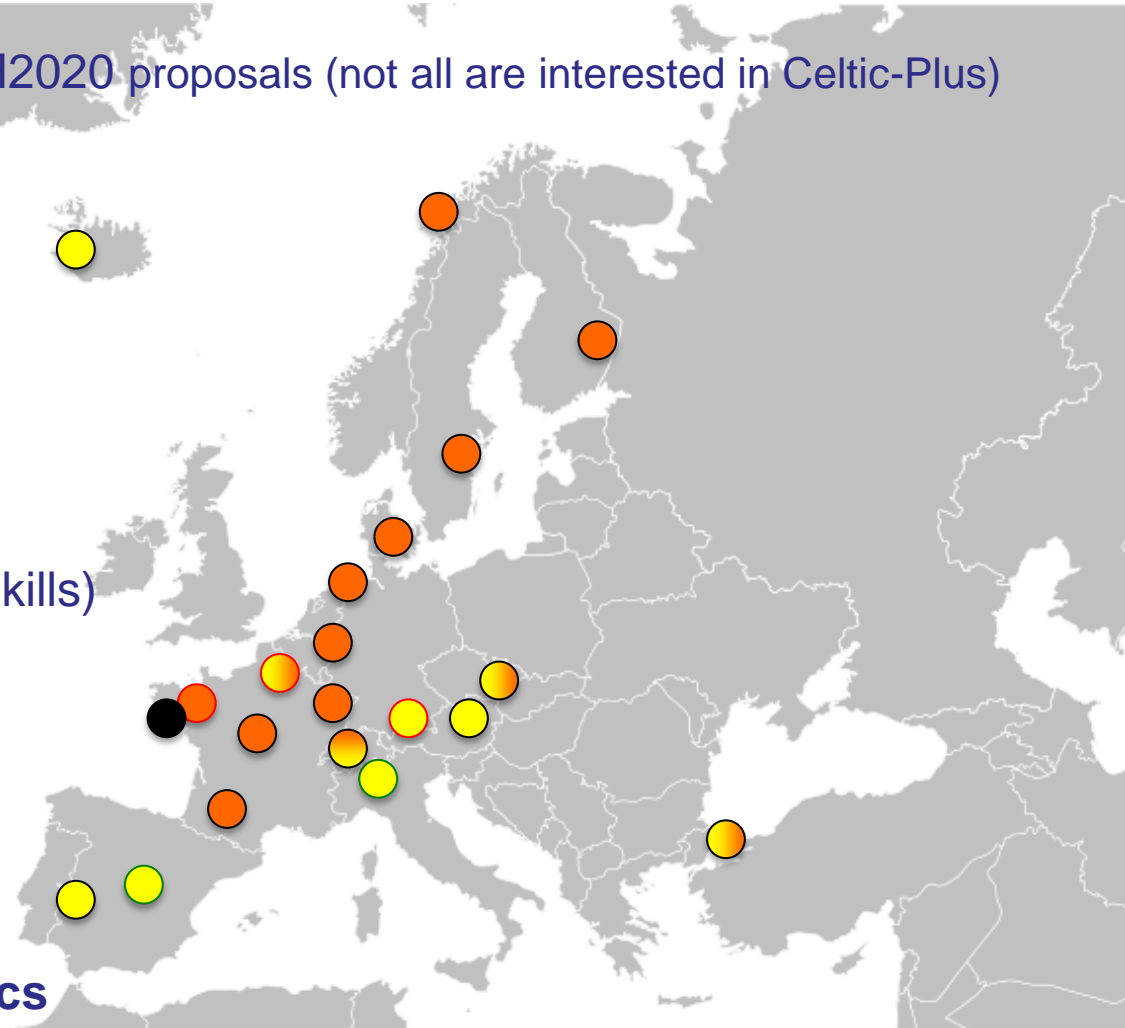 2020 proposals (not all are interested in Celtic-Plus)
kills)
cs